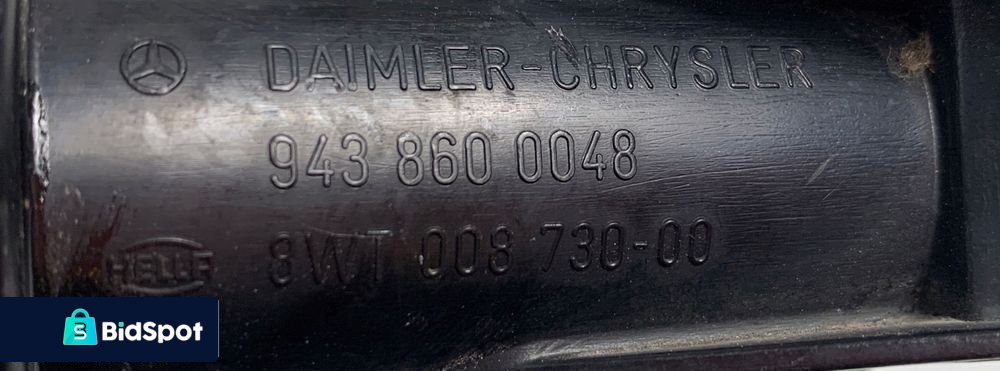 DAIMLER-CHRYSLER
943 860 0048
HELLA
8WT 008 730-00
BidSpot